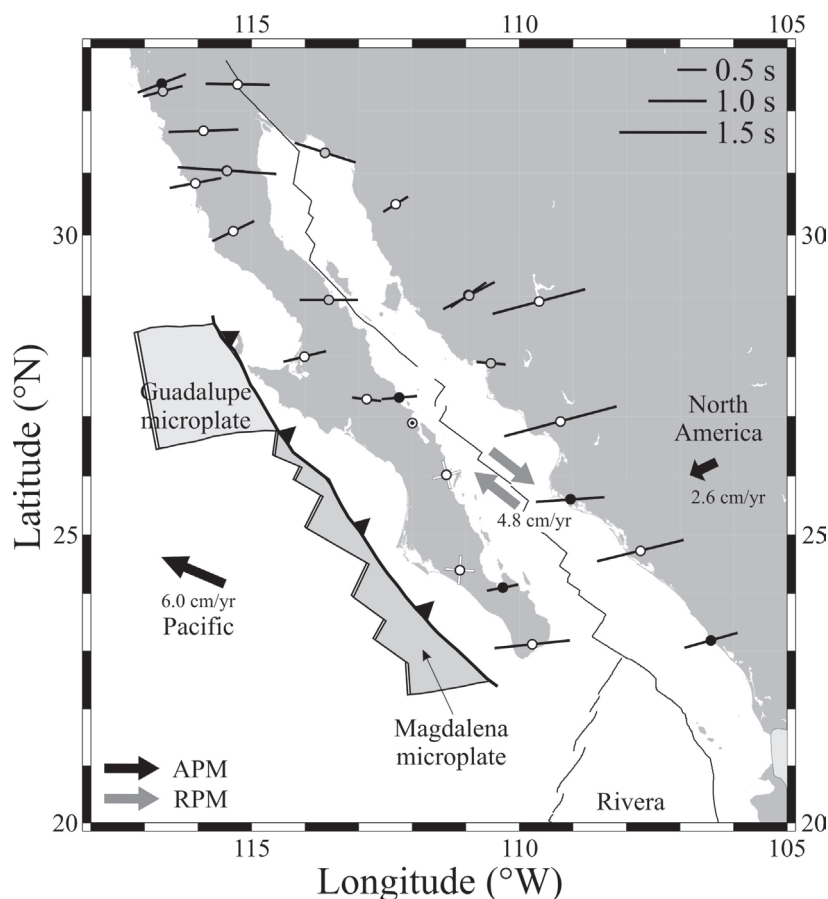 115 110 105
0.5 s
1.0 s
1.5 s
30 30
Guadalupe
microplate
North
America
2.6 cm/yr
4.8 cm/yr
25 25
6.0 cm/yr
Pacific
Magdalena
microplate
APM
RPM
Rivera
20 20
115 110 105
Longitude (°W)
Latitude (°N)